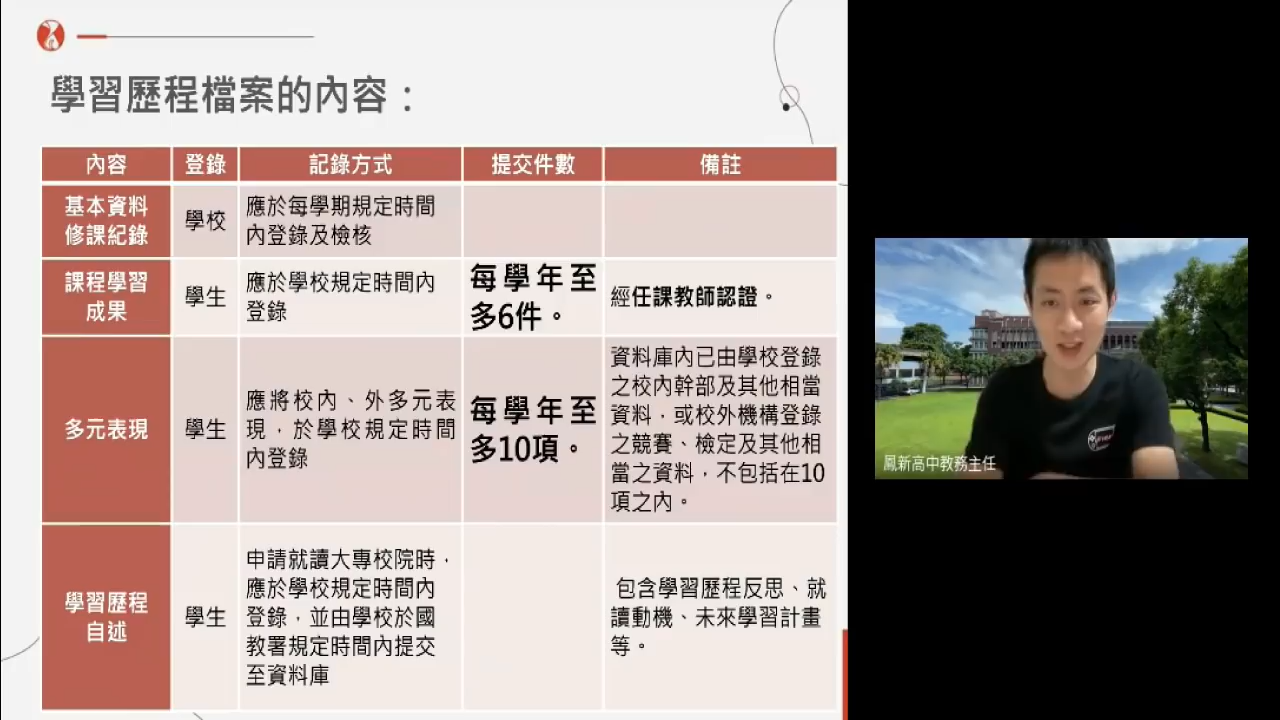 學習歷程檔案的內容：
內容
登錄
記錄方式
提交件數
備註
基本資料
修課紀錄
學校
應於每學期規定時間
內登錄及檢核
課程學習
成果
學生
應於學校規定時間內
登錄
每學年至
多6件。
經任課教師認證。
多元表現
學生
應將校內、外多元表
現，於學校規定時間
內登錄
每學年至
多10項。
資料庫內已由學校登錄
之校內幹部及其他相當
資料，或校外機構登錄
之競賽、檢定及其他相
當之資料，不包括在10
項之內。
學習歷程
自述
學生
申請就讀大專校院時，
應於學校規定時間內
登錄，並由學校於國
教署規定時間內提交
至資料庫
包含學習歷程反思、就
讀動機、未來學習計畫
等。
鳳新高中教務主任